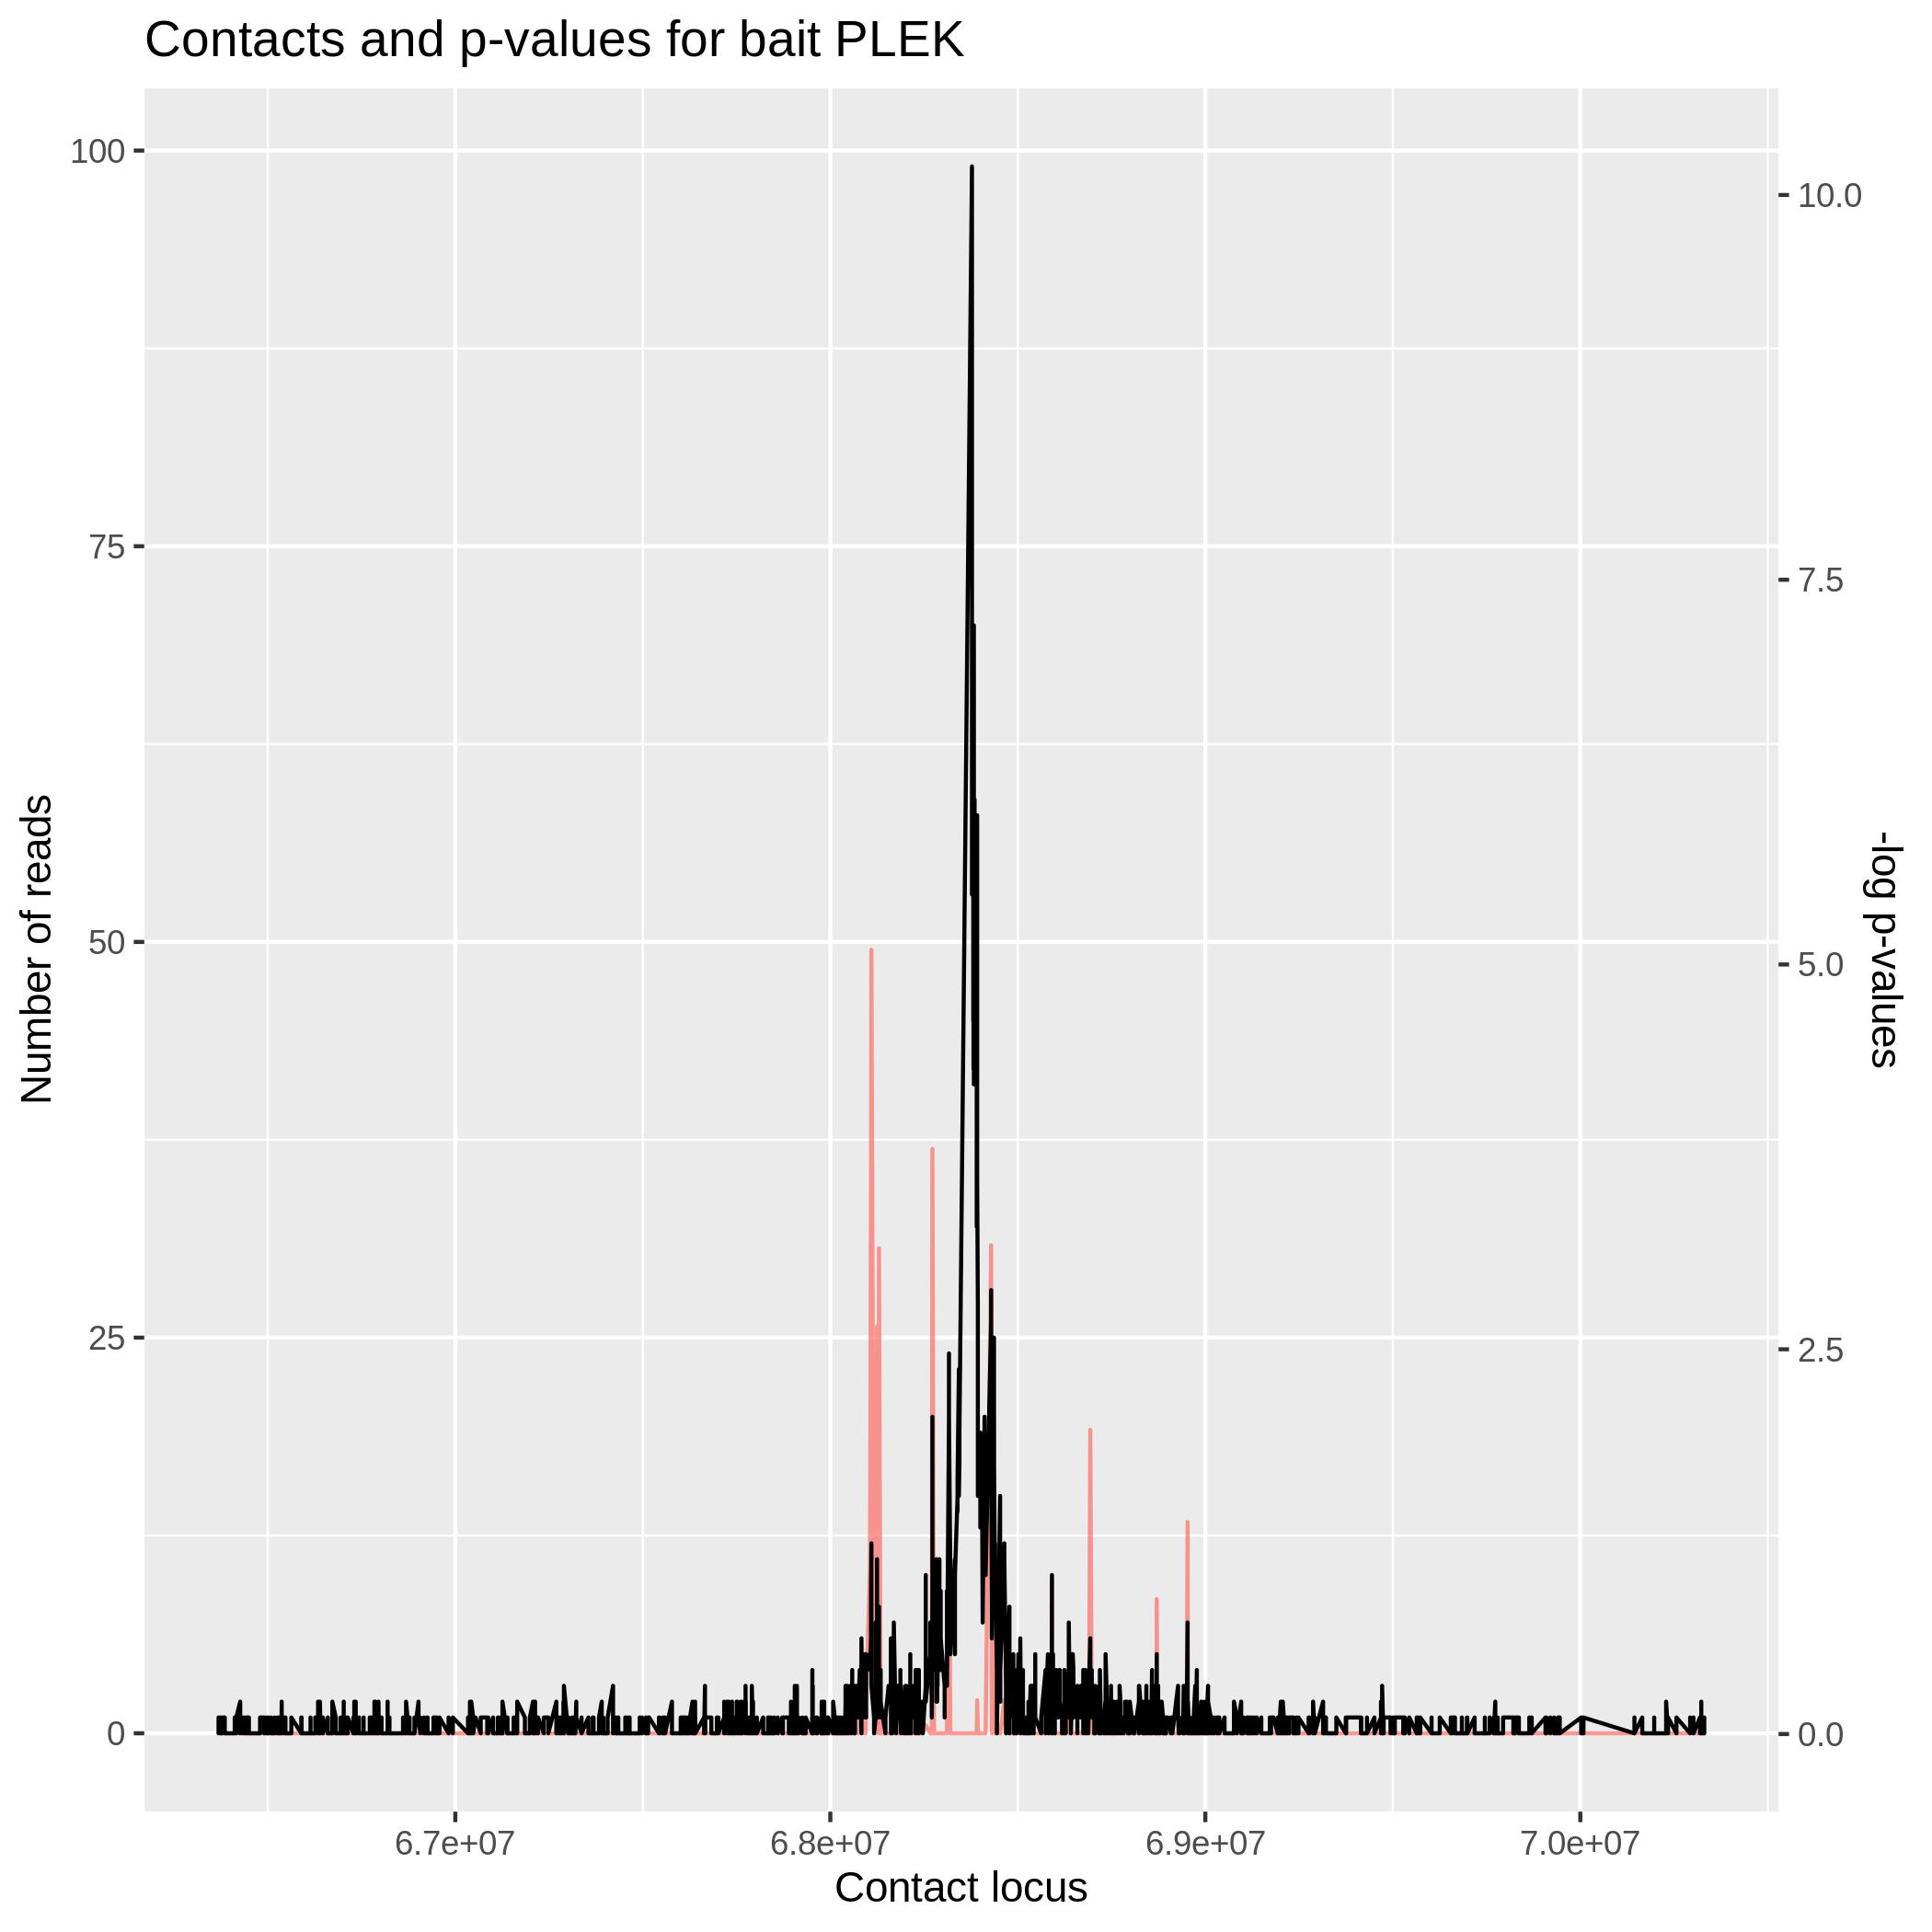 Contacts and p-values for bait PLEK
100
75
50
25
0
Number of reads
10.0
7.5
5.0
2.5
0.0
-log p-values
6.7e+07
6.8e+07
6.9e+07
7.0e+07
Contact locus